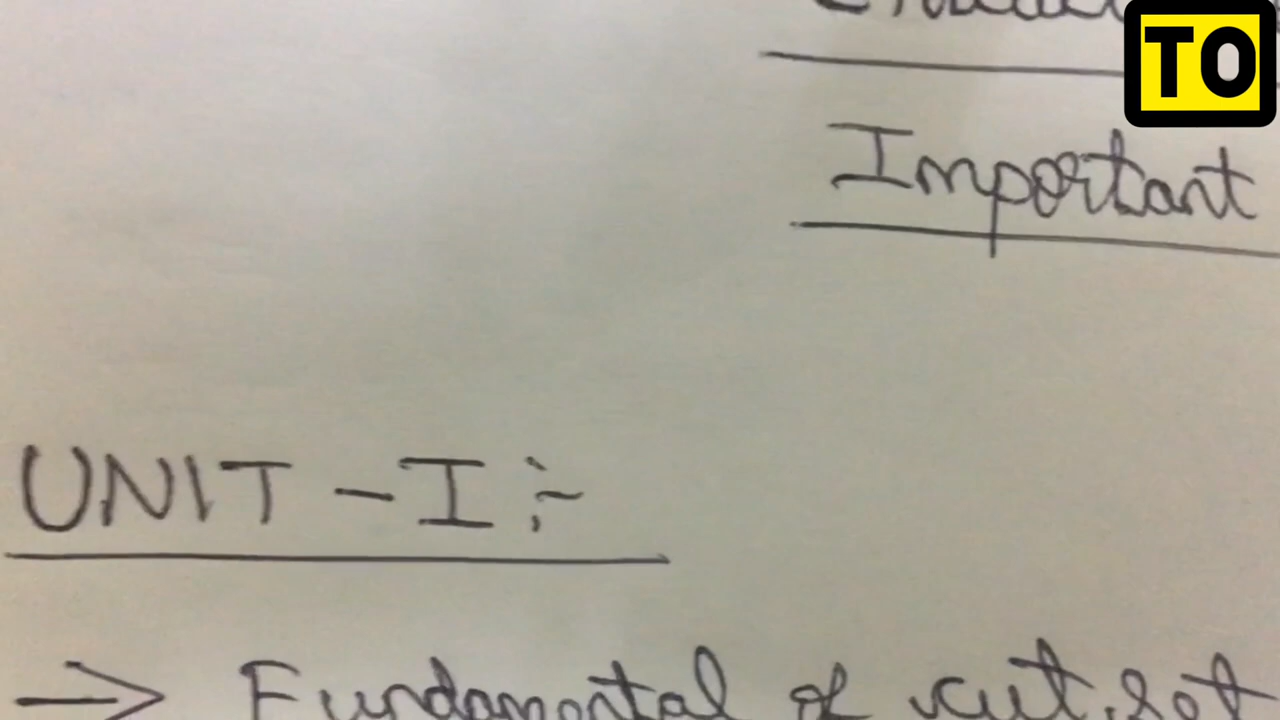 TO
Important
UNIT - I :-
→ Fundamental of cut set